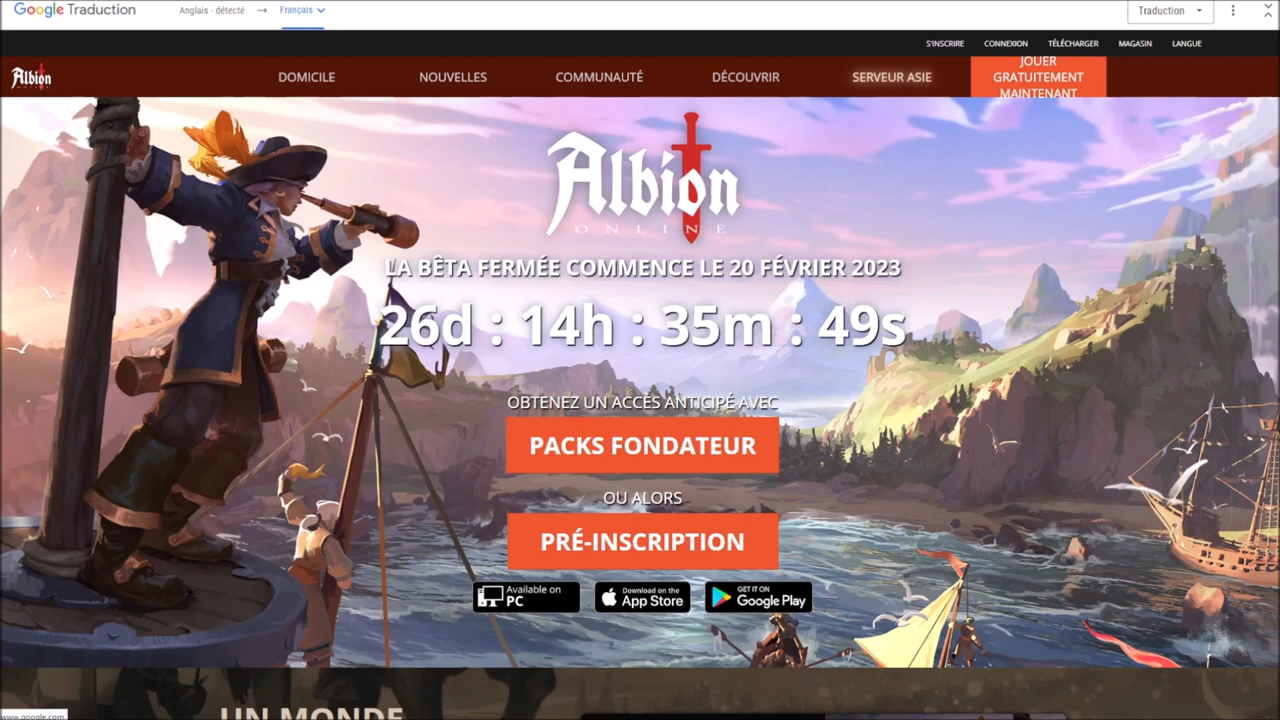 Google Traduction
Anglais - détecté
Français
Traduction
S'INSCRIRE
CONNEXION
TÉLÉCHARGER
MAGASIN
LANGUE
Albion
DOMICILE
NOUVELLES
COMMUNAUTÉ
DÉCOUVRIR
SERVEUR ASIE
JOUER
GRATUITEMENT
MAINTENANT
Albion
ONLINE
LA BÊTA FERMÉE COMMENCE LE 20 FÉVRIER 2023
26d : 14h : 35m : 49s
OBTENEZ UN ACCÈS ANTICIPÉ AVEC
PACKS FONDATEUR
OU ALORS
PRÉ-INSCRIPTION
Available on
PC
Download on the
App Store
GET IT ON
Google Play
UN MONDE
www.google.com